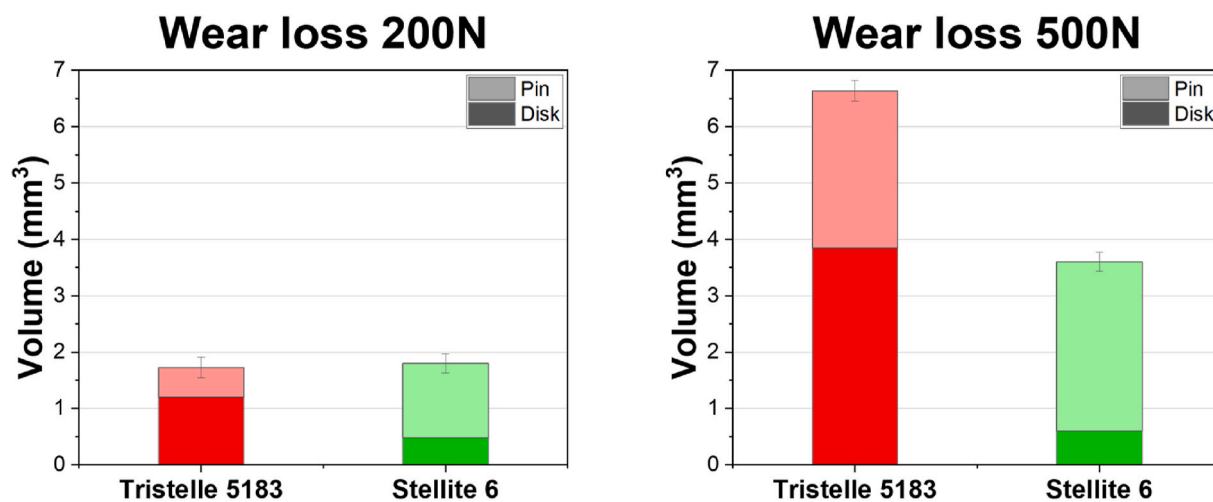 Wear loss 200N
Volume (mm³)
7
6
5
4
3
2
1
0
Pin
Disk
Tristelle 5183
Stellite 6
Wear loss 500N
Volume (mm³)
7
6
5
4
3
2
1
0
Pin
Disk
Tristelle 5183
Stellite 6